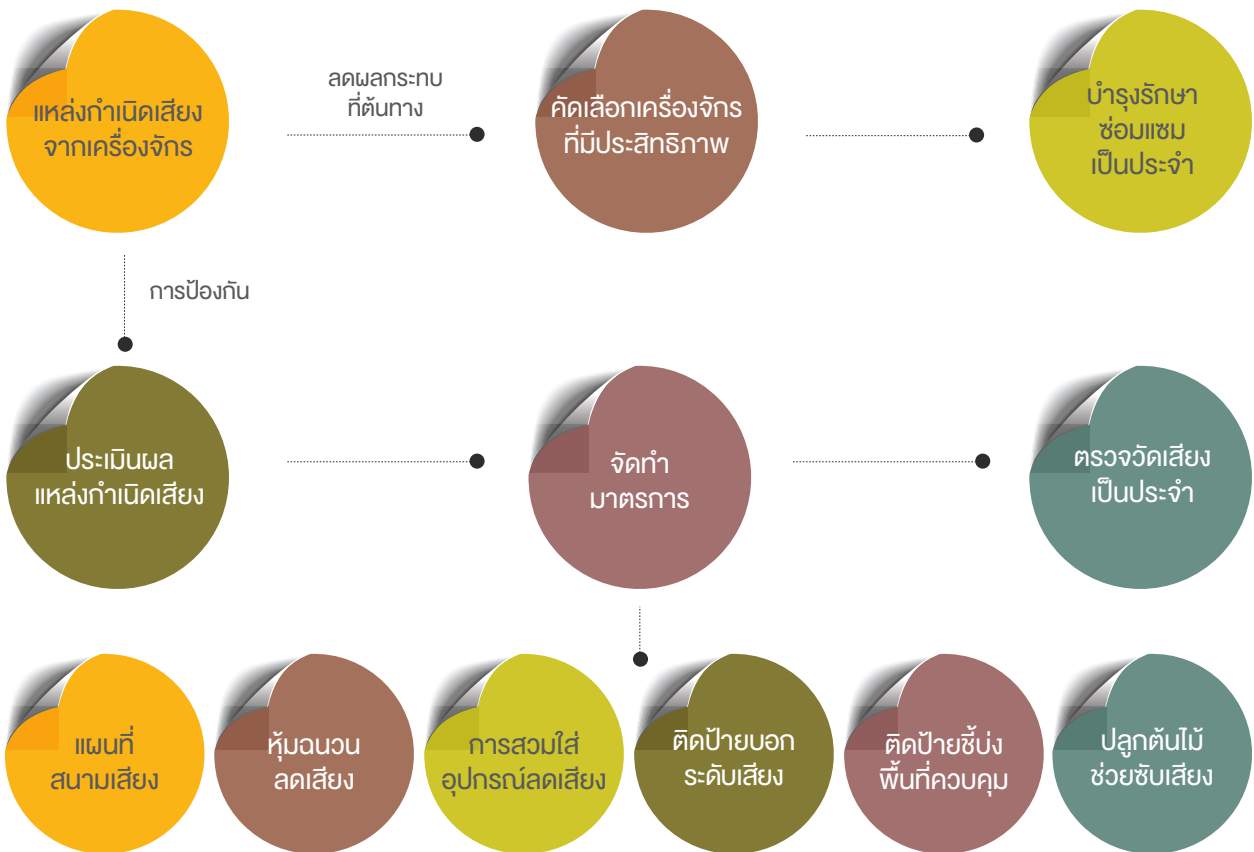 แหล่งกำเนิดเสียง
จากเครื่องจักร
ลดผลกระทบ
ที่ต้นทาง
คัดเลือกเครื่องจักร
ที่มีประสิทธิภาพ
บำรุงรักษา
ซ่อมแซม
เป็นประจำ
การป้องกัน
ประเมินผล
แหล่งกำเนิดเสียง
จัดทำ
มาตรการ
ตรวจวัดเสียง
เป็นประจำ
แผนที่
สนามเสียง
หุ้มฉนวน
ลดเสียง
การสวมใส่
อุปกรณ์ลดเสียง
ติดป้ายบอก
ระดับเสียง
ติดป้ายชี้บ่ง
พื้นที่ควบคุม
ปลูกต้นไม้
ช่วยซับเสียง